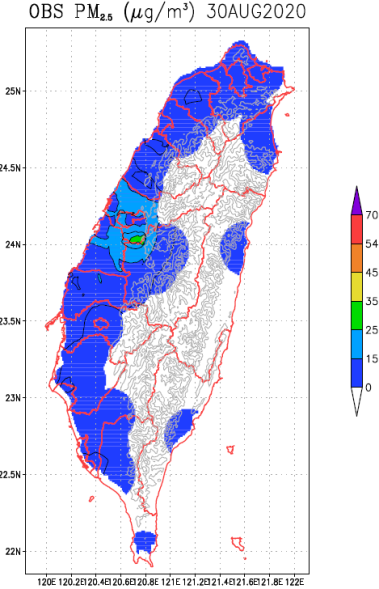 OBS PM₂.₅ (μg/m³) 30AUG2020
25N
24.5N
24N
23.5N
23N
22.5N
22N
120E 120.2E 120.4E 120.6E 120.8E 121E 121.2E 121.4E 121.6E 121.8E 122E
70
54
45
35
25
15
0